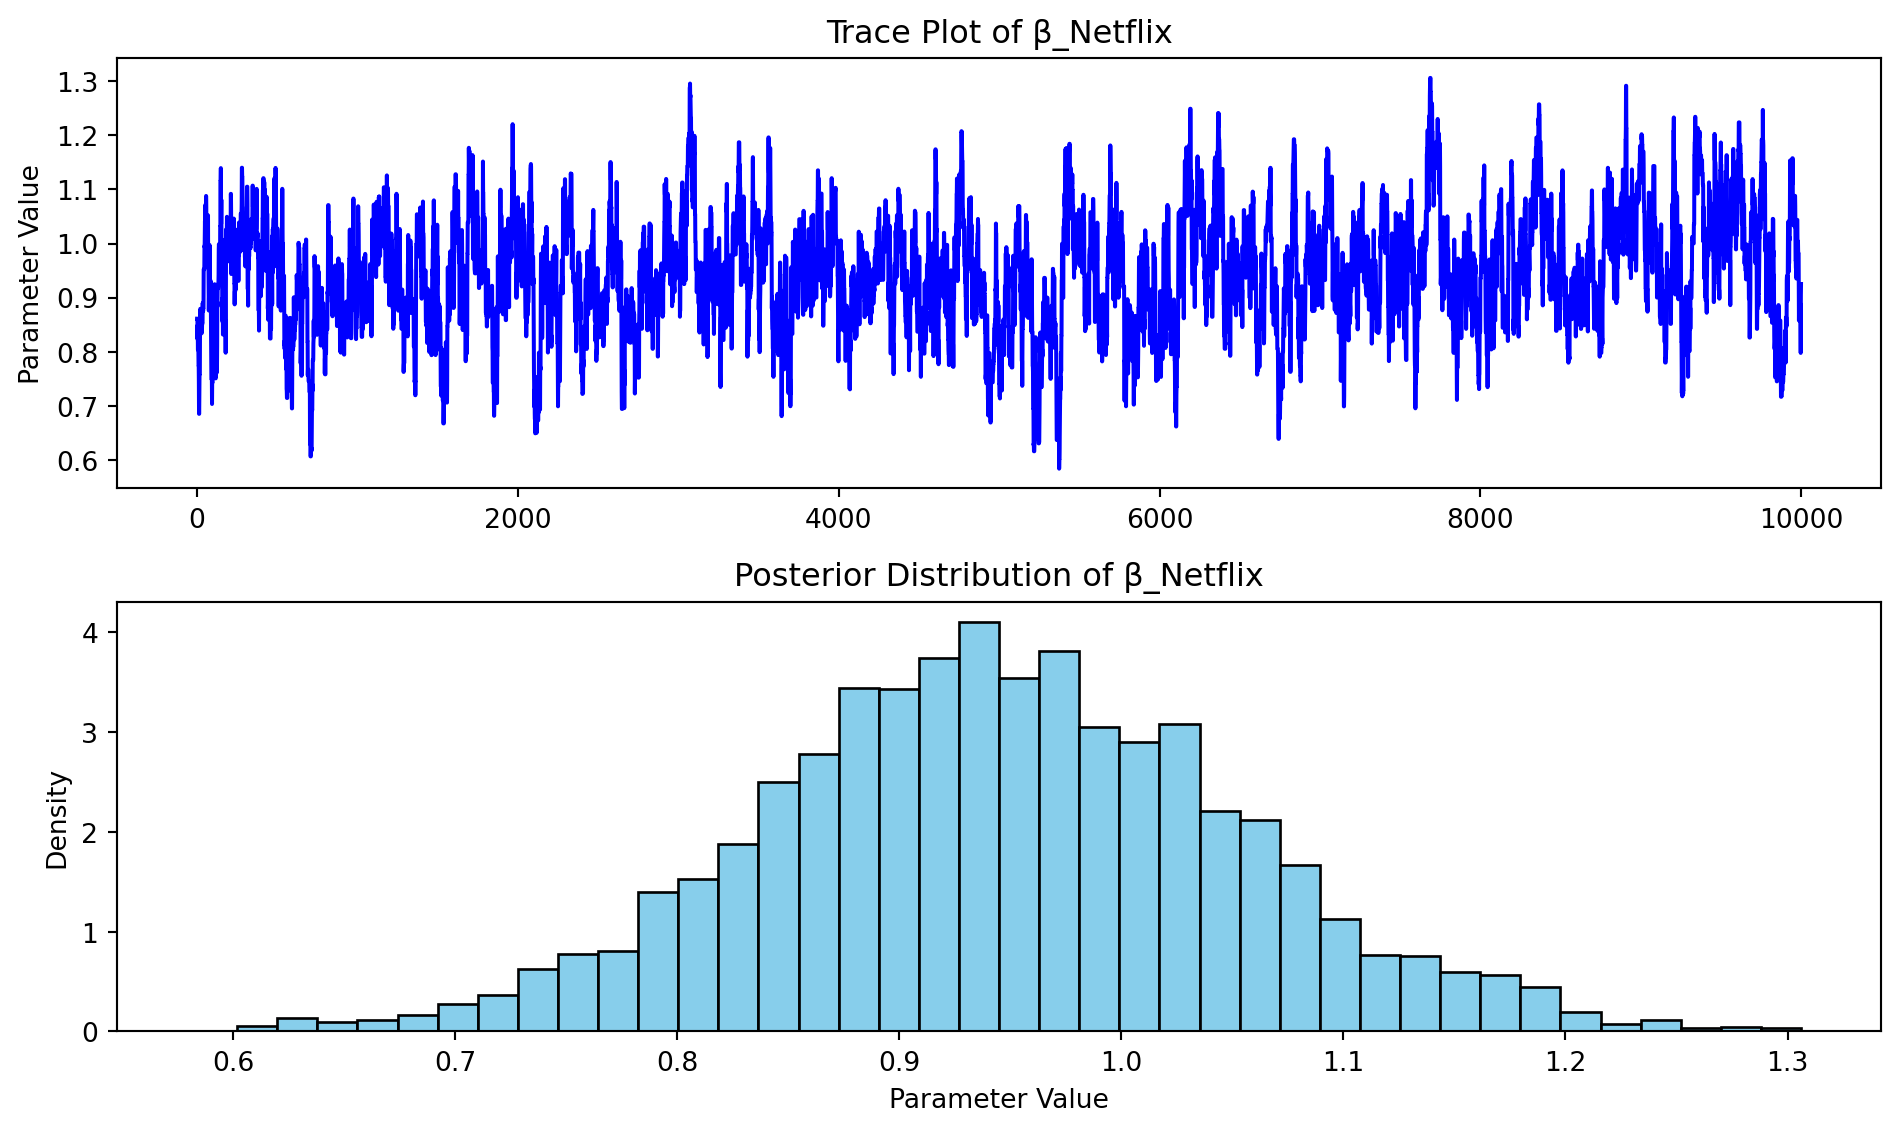 Trace Plot of β_Netflix
Parameter Value
1.3
1.2
1.1
1.0
0.9
0.8
0.7
0.6
0 2000 4000 6000 8000 10000
Posterior Distribution of β_Netflix
Density
4
3
2
1
0
0.6 0.7 0.8 0.9 1.0 1.1 1.2 1.3
Parameter Value